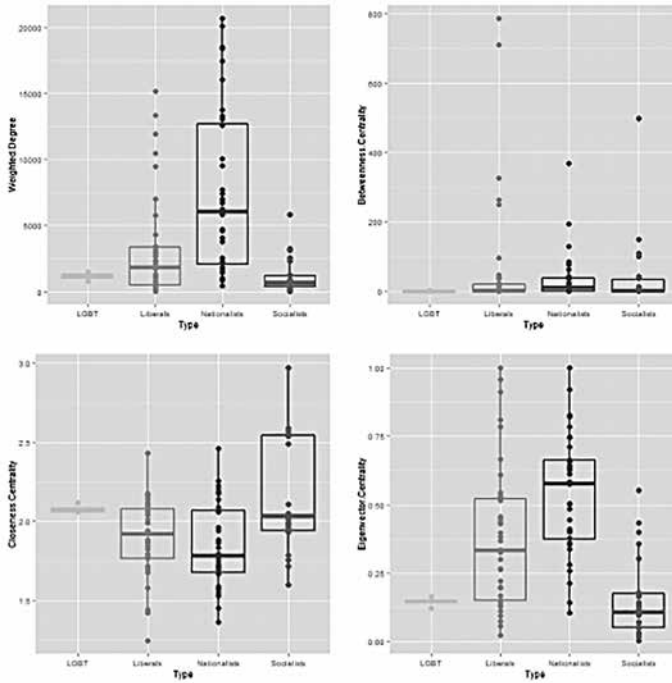 Weighted.Degree
20000
15000
10000
5000
0
LGBT Liberals Nationalists Socialists
Type
Betweenness.Centrality
800
600
400
200
0
LGBT Liberals Nationalists Socialists
Type
Closeness.Centrality
3.0
2.5
2.0
1.5
LGBT Liberals Nationalists Socialists
Type
Eigenvector.Centrality
1.00
0.75
0.50
0.25
0.00
LGBT Liberals Nationalists Socialists
Type